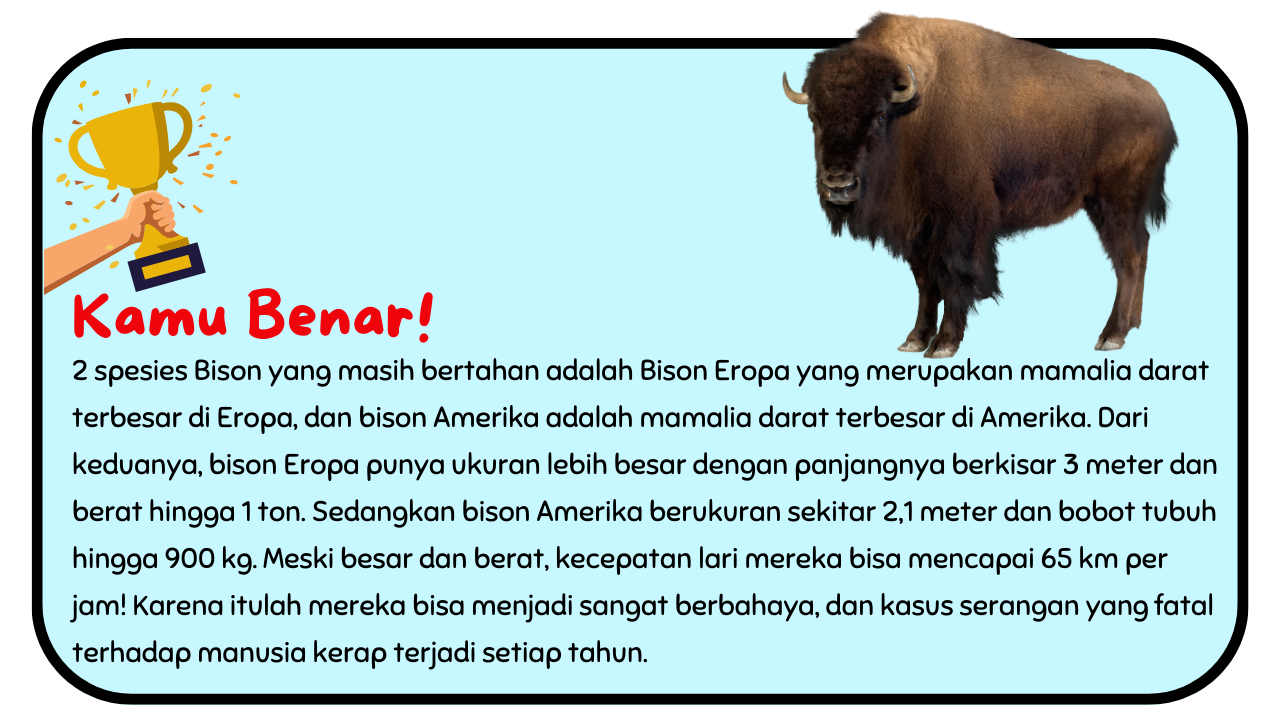 Kamu Benar!
2 spesies Bison yang masih bertahan adalah Bison Eropa yang merupakan mamalia darat
terbesar di Eropa, dan bison Amerika adalah mamalia darat terbesar di Amerika. Dari
keduanya, bison Eropa punya ukuran lebih besar dengan panjangnya berkisar 3 meter dan
berat hingga 1 ton. Sedangkan bison Amerika berukuran sekitar 2,1 meter dan bobot tubuh
hingga 900 kg. Meski besar dan berat, kecepatan lari mereka bisa mencapai 65 km per
jam! Karena itulah mereka bisa menjadi sangat berbahaya, dan kasus serangan yang fatal
terhadap manusia kerap terjadi setiap tahun.